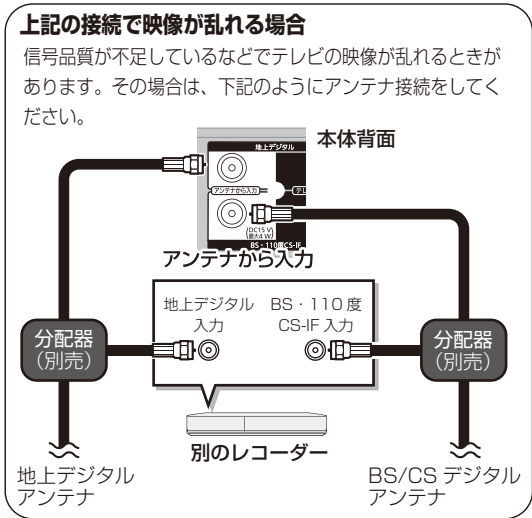 上記の接続で映像が乱れる場合
信号品質が不足しているなどでテレビの映像が乱れるときが
あります。その場合は、下記のようにアンテナ接続をしてく
ださい。
本体背面
地上デジタル
アンテナから入力
テレ
DC15 V
最大4 W
BS・110度CS-IF
アンテナから入力
地上デジタル
入力
BS・110 度
CS-IF 入力
分配器
(別売)
分配器
(別売)
別のレコーダー
地上デジタル
アンテナ
BS/CS デジタル
アンテナ